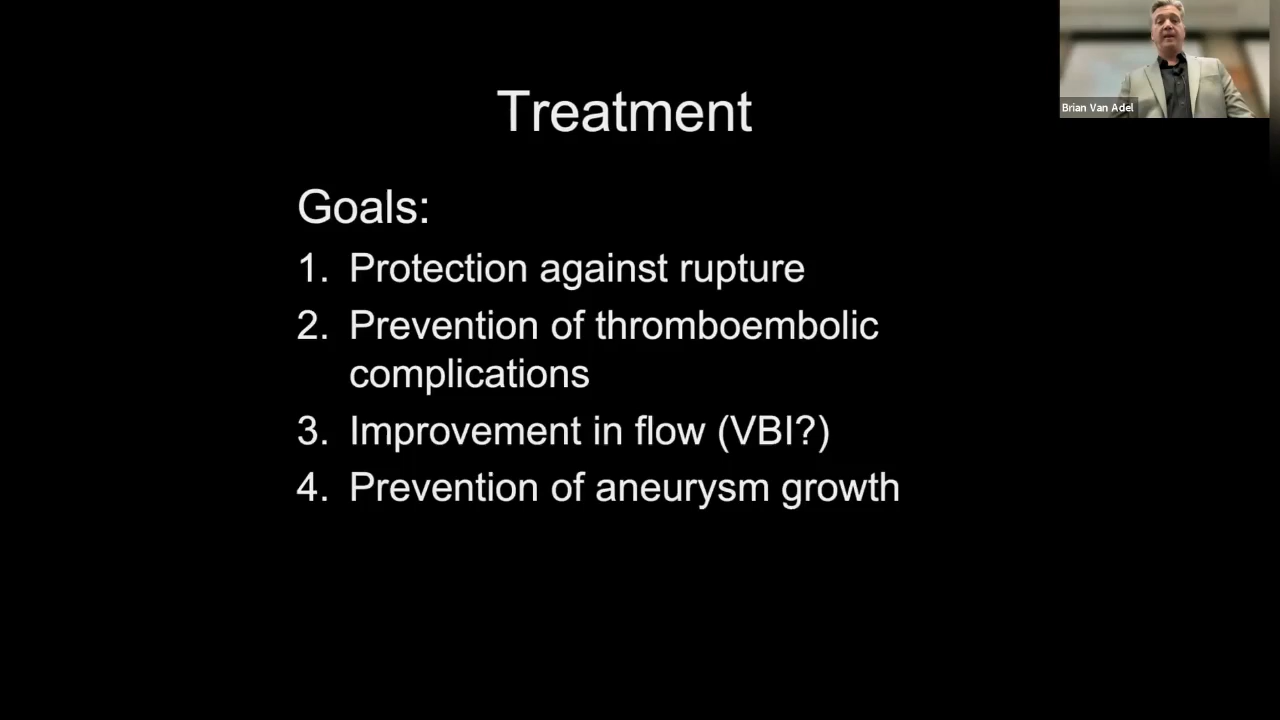 Brian Van Adel
Treatment
Goals:
1. Protection against rupture
2. Prevention of thromboembolic
complications
3. Improvement in flow (VBI?)
4. Prevention of aneurysm growth